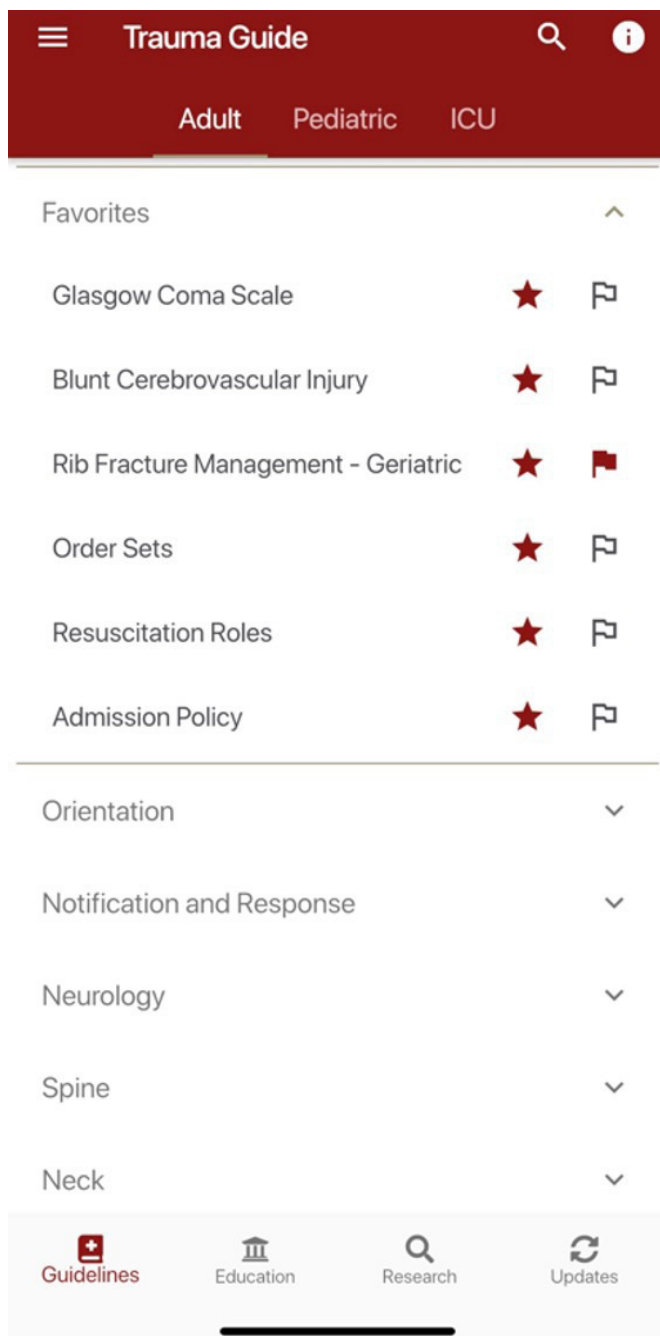 Trauma Guide
Adult Pediatric ICU
Favorites
Glasgow Coma Scale
Blunt Cerebrovascular Injury
Rib Fracture Management - Geriatric
Order Sets
Resuscitation Roles
Admission Policy
Orientation
Notification and Response
Neurology
Spine
Neck
Guidelines Education Research Updates